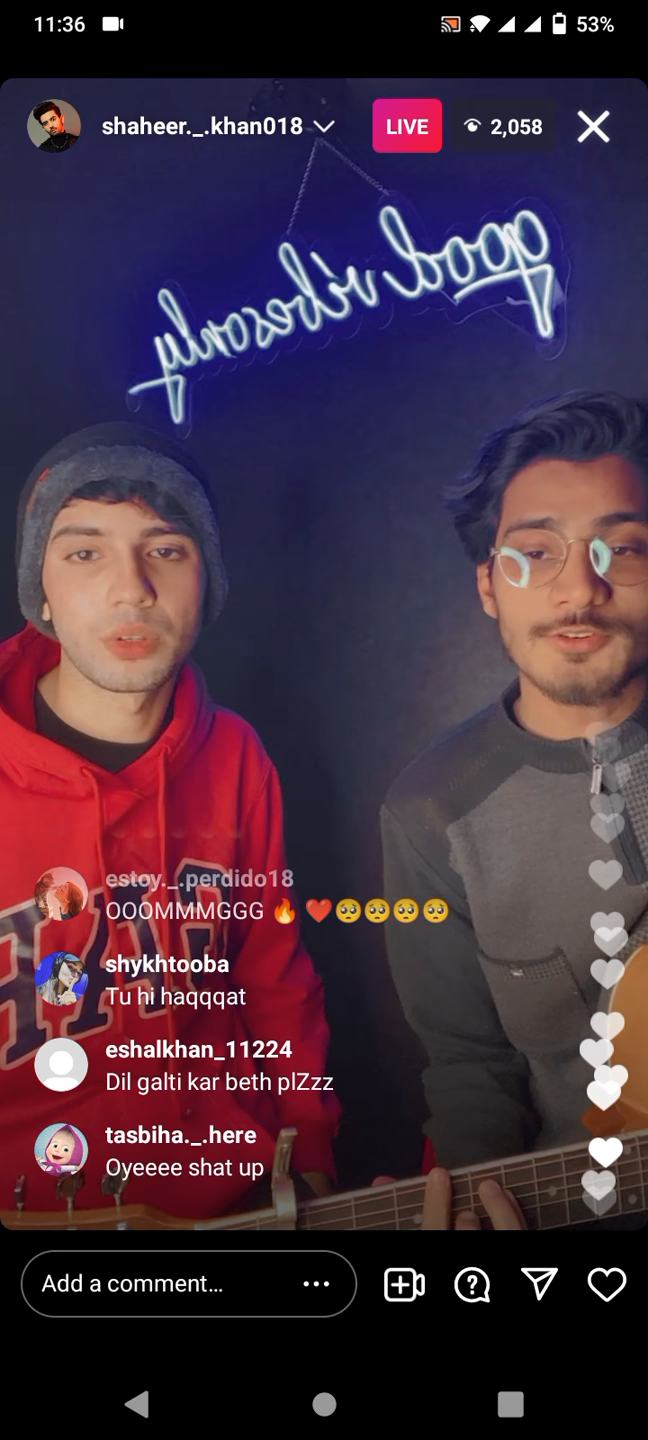 11:36
53%
shaheer._.khan018
LIVE
2,058
good vibes only
estoy._.perdido18
OOOMMMGGG 🔥 ❤️🥺🥺🥺🥺
shykhtooba
Tu hi haqqqat
eshalkhan_11224
Dil galti kar beth plZzz
tasbiha._.here
Oyeeee shat up
Add a comment...